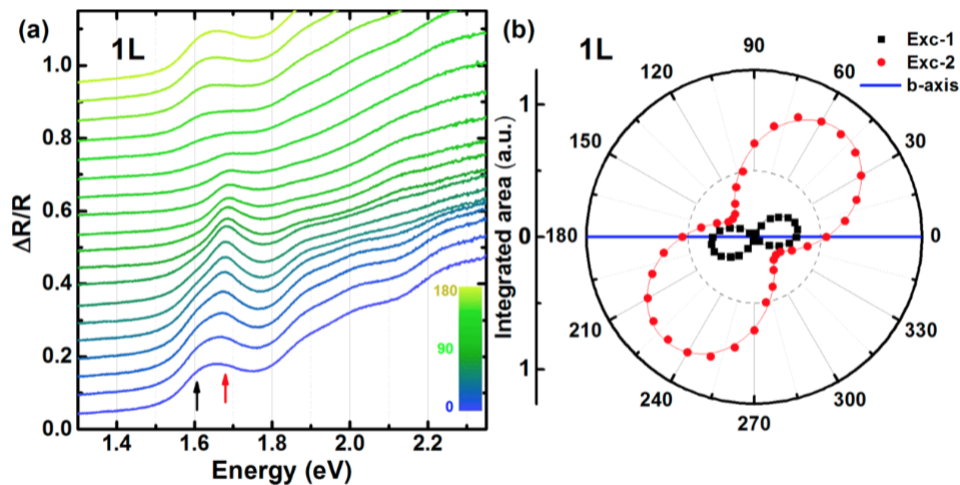 (a)
1L
ΔR/R
1.0
0.8
0.6
0.4
0.2
0.0
1.4 1.6 1.8 2.0 2.2
Energy (eV)
180
90
0
(b)
1L
Exc-1
Exc-2
b-axis
Integrated area (a.u.)
1
0
1
90
120 60
150 30
180 0
210 330
240 300
270